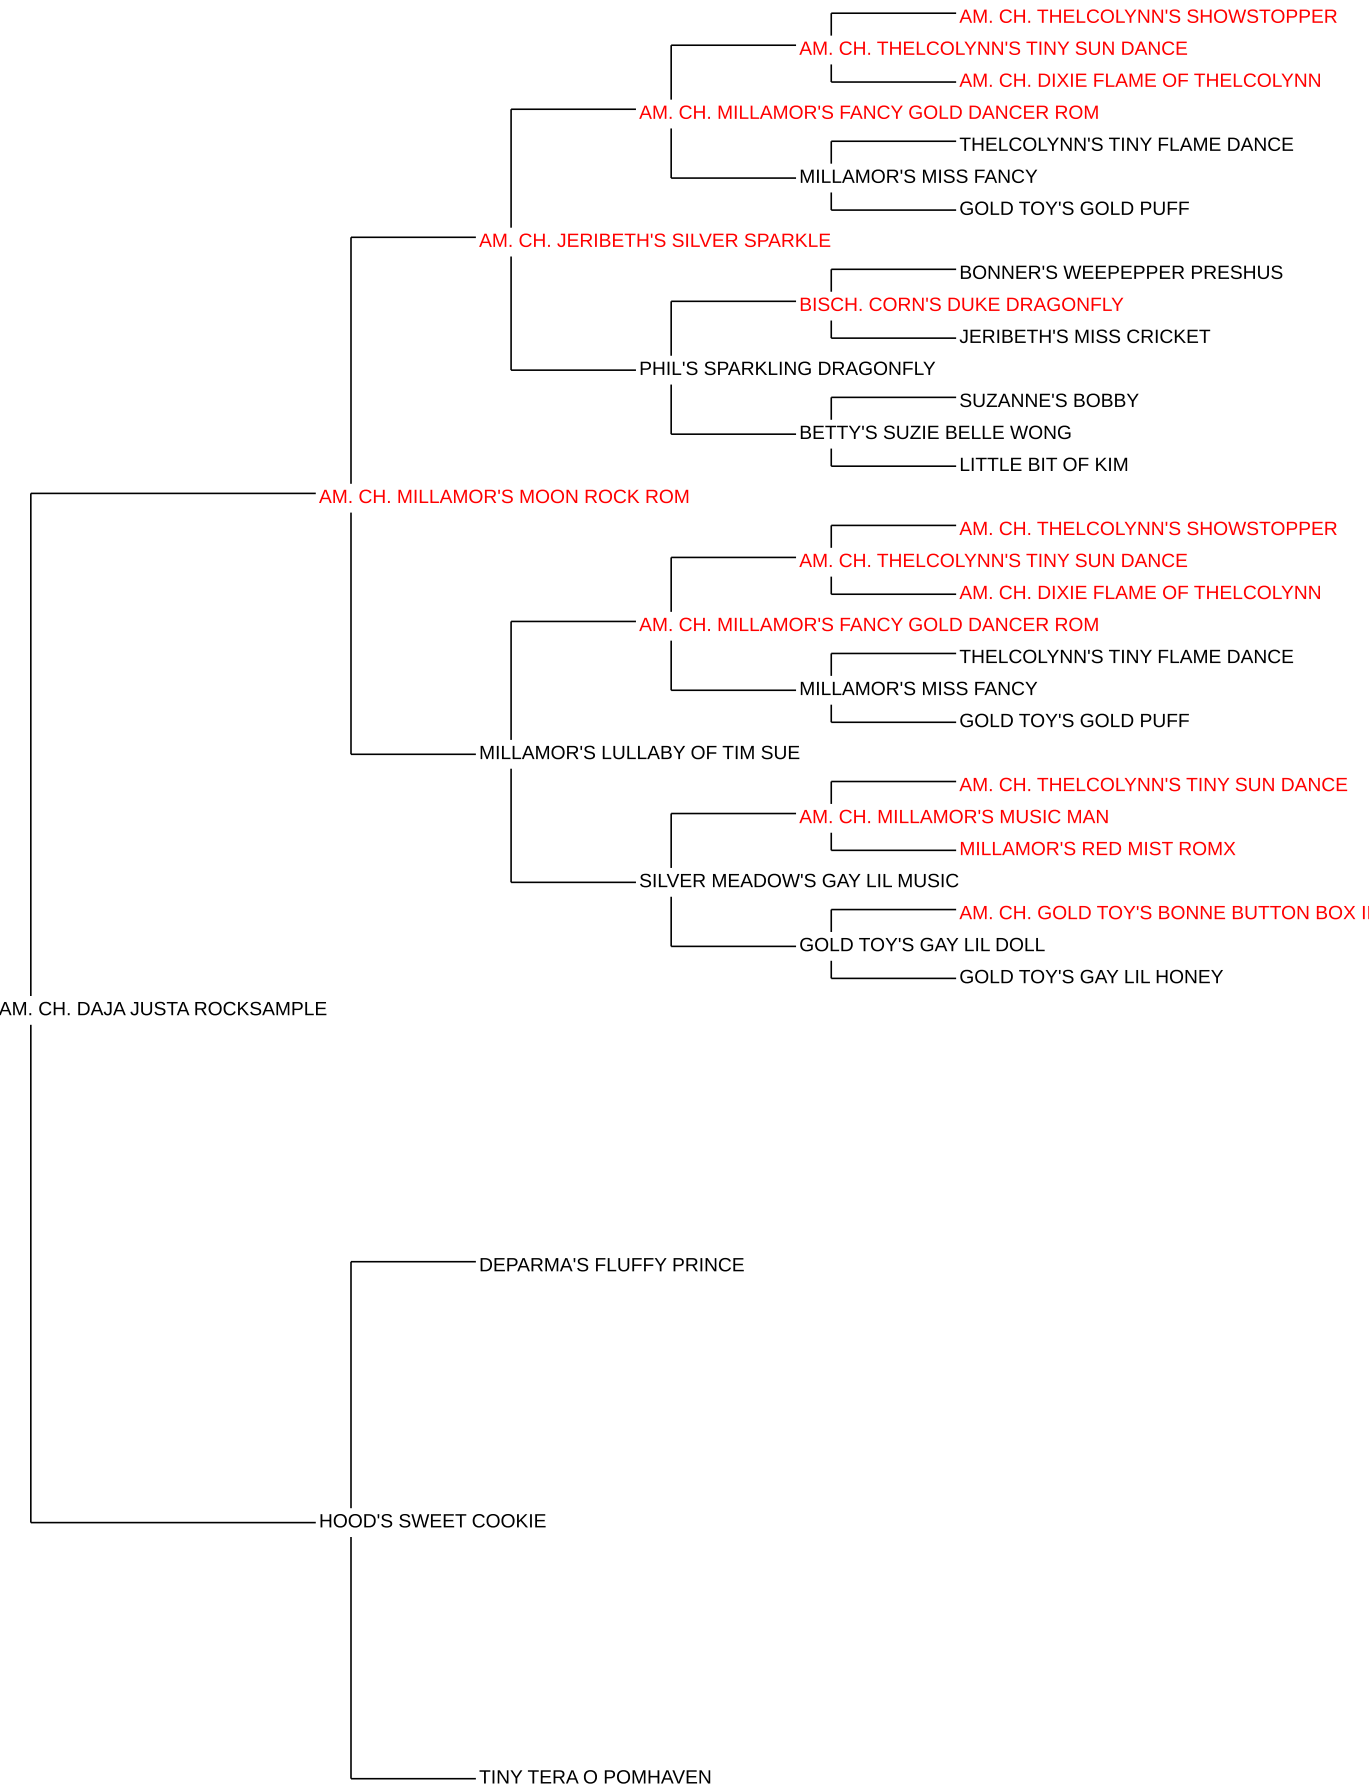 AM. CH. THELCOLYNN'S SHOWSTOPPER
AM. CH. THELCOLYNN'S TINY SUN DANCE
AM. CH. DIXIE FLAME OF THELCOLYNN
AM. CH. MILLAMOR'S FANCY GOLD DANCER ROM
THELCOLYNN'S TINY FLAME DANCE
MILLAMOR'S MISS FANCY
GOLD TOY'S GOLD PUFF
AM. CH. JERIBETH'S SILVER SPARKLE
BONNER'S WEEPEPPER PRESHUS
BISCH. CORN'S DUKE DRAGONFLY
JERIBETH'S MISS CRICKET
PHIL'S SPARKLING DRAGONFLY
SUZANNE'S BOBBY
BETTY'S SUZIE BELLE WONG
LITTLE BIT OF KIM
AM. CH. MILLAMOR'S MOON ROCK ROM
AM. CH. THELCOLYNN'S SHOWSTOPPER
AM. CH. THELCOLYNN'S TINY SUN DANCE
AM. CH. DIXIE FLAME OF THELCOLYNN
AM. CH. MILLAMOR'S FANCY GOLD DANCER ROM
THELCOLYNN'S TINY FLAME DANCE
MILLAMOR'S MISS FANCY
GOLD TOY'S GOLD PUFF
MILLAMOR'S LULLABY OF TIM SUE
AM. CH. THELCOLYNN'S TINY SUN DANCE
AM. CH. MILLAMOR'S MUSIC MAN
MILLAMOR'S RED MIST ROMX
SILVER MEADOW'S GAY LIL MUSIC
AM. CH. GOLD TOY'S BONNE BUTTON BOX
GOLD TOY'S GAY LIL DOLL
GOLD TOY'S GAY LIL HONEY
AM. CH. DAJA JUSTA ROCKSAMPLE
DEPARMA'S FLUFFY PRINCE
HOOD'S SWEET COOKIE
TINY TERA O POMHAVEN